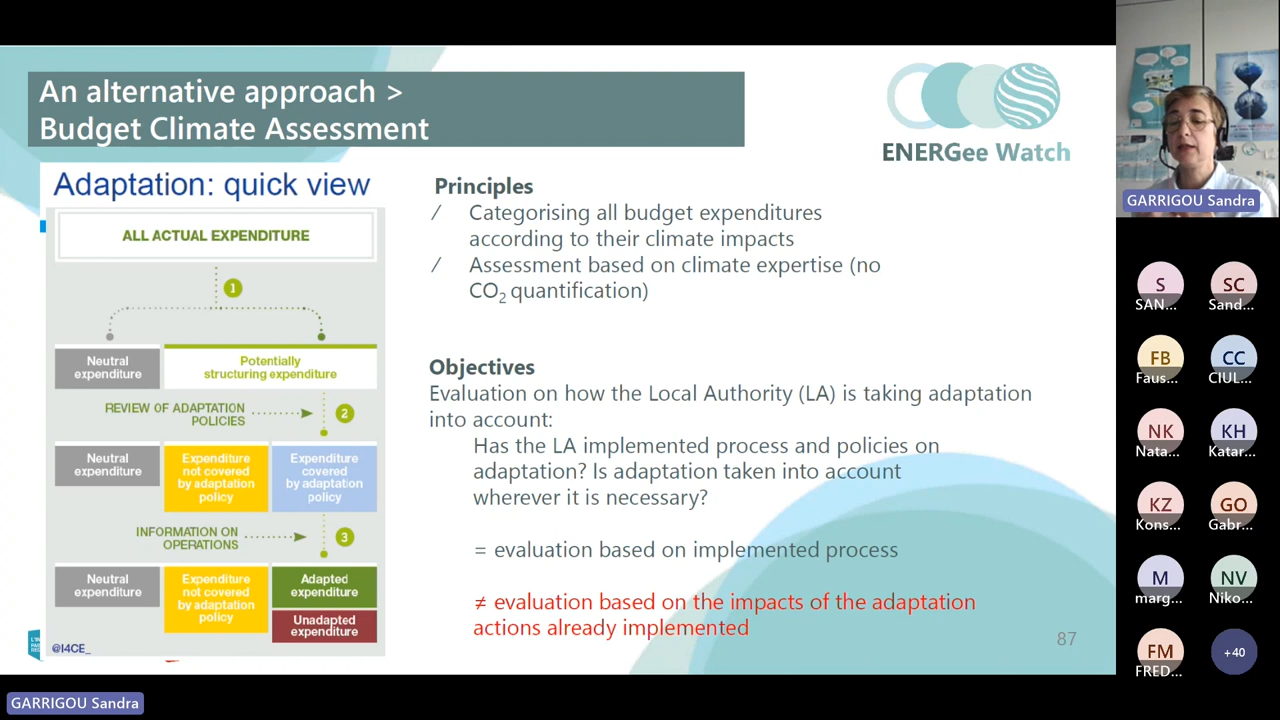 An alternative approach >
Budget Climate Assessment
ENERGee Watch
Adaptation: quick view
ALL ACTUAL EXPENDITURE
1
Neutral
expenditure
Potentially
structuring expenditure
REVIEW OF ADAPTATION
POLICIES
2
Neutral
expenditure
Expenditure
not covered
by adaptation
policy
Expenditure
covered
by adaptation
policy
INFORMATION ON
OPERATIONS
3
Neutral
expenditure
Expenditure
not covered
by adaptation
policy
Adapted
expenditure
Unadapted
expenditure
@I4CE_
Principles
/ Categorising all budget expenditures
according to their climate impacts
/ Assessment based on climate expertise (no
CO2 quantification)
Objectives
Evaluation on how the Local Authority (LA) is taking adaptation
into account:
Has the LA implemented process and policies on
adaptation? Is adaptation taken into account
wherever it is necessary?
= evaluation based on implemented process
≠ evaluation based on the impacts of the adaptation
actions already implemented
87
GARRIGOU Sandra
S
SAN...
SC
Sand...
FB
Faus...
CC
CIUL...
NK
Nata...
KH
Katar...
KZ
Kons...
GO
Gabr...
M
marg...
NV
Niko...
FM
FRED...
+40
GARRIGOU Sandra